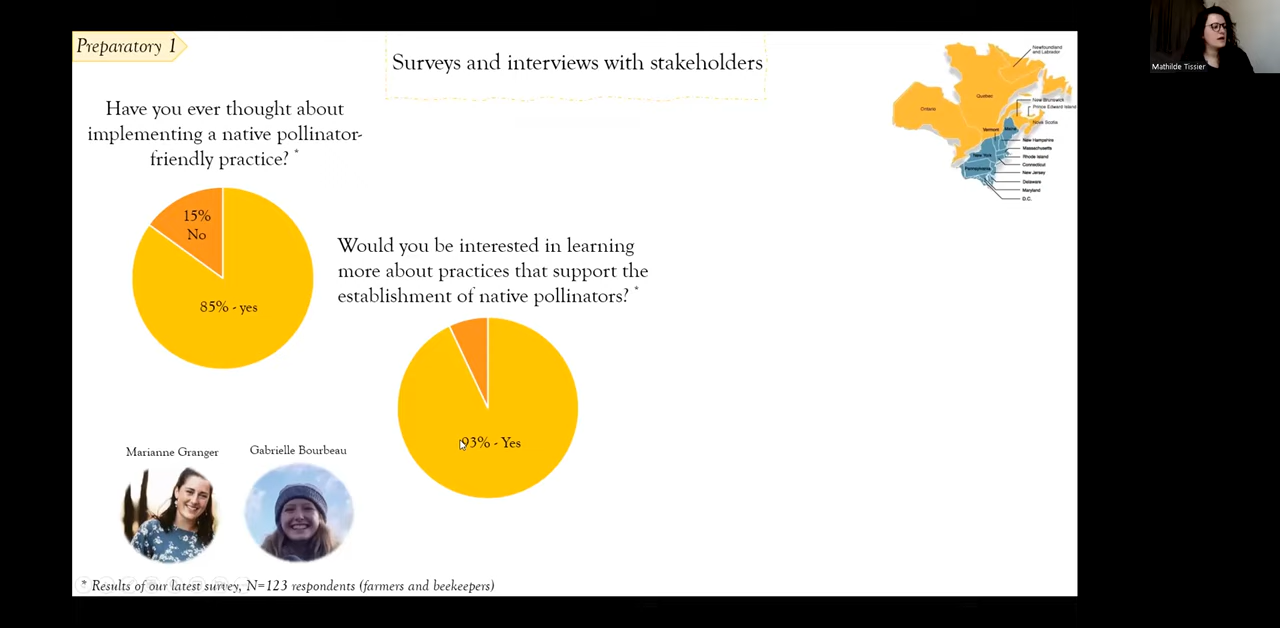 Preparatory 1
Surveys and interviews with stakeholders
Have you ever thought about
implementing a native pollinator-
friendly practice? *
15%
No
85% - yes
Would you be interested in learning
more about practices that support the
establishment of native pollinators? *
93% - Yes
Marianne Granger
Gabrielle Bourbeau
* Results of our latest survey, N=123 respondents (farmers and beekeepers)
Newfoundland
and Labrador
Quebec
Ontario
New Brunswick
Prince Edward Island
Nova Scotia
Vermont
Maine
New Hampshire
Massachusetts
New York
Rhode Island
Connecticut
Pennsylvania
New Jersey
Delaware
Maryland
D.C.
Mathilde Tissier